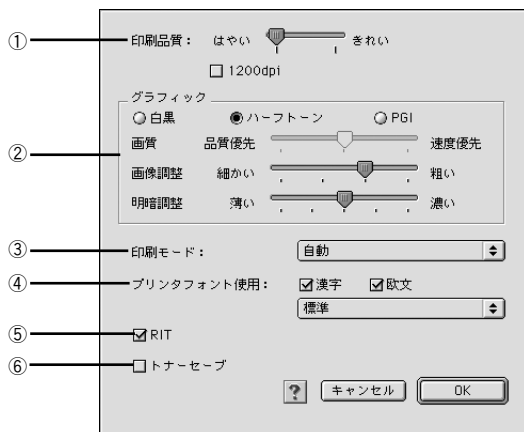 ① 印刷品質： はやい きれい
1200dpi
グラフィック
② 白黒 ハーフトーン PGI
画質 品質優先 速度優先
画像調整 細かい 粗い
明暗調整 薄い 濃い
③ 印刷モード： 自動
④ プリンタフォント使用： 漢字 欧文
標準
⑤ RIT
⑥ トナーセーブ
? キャンセル OK